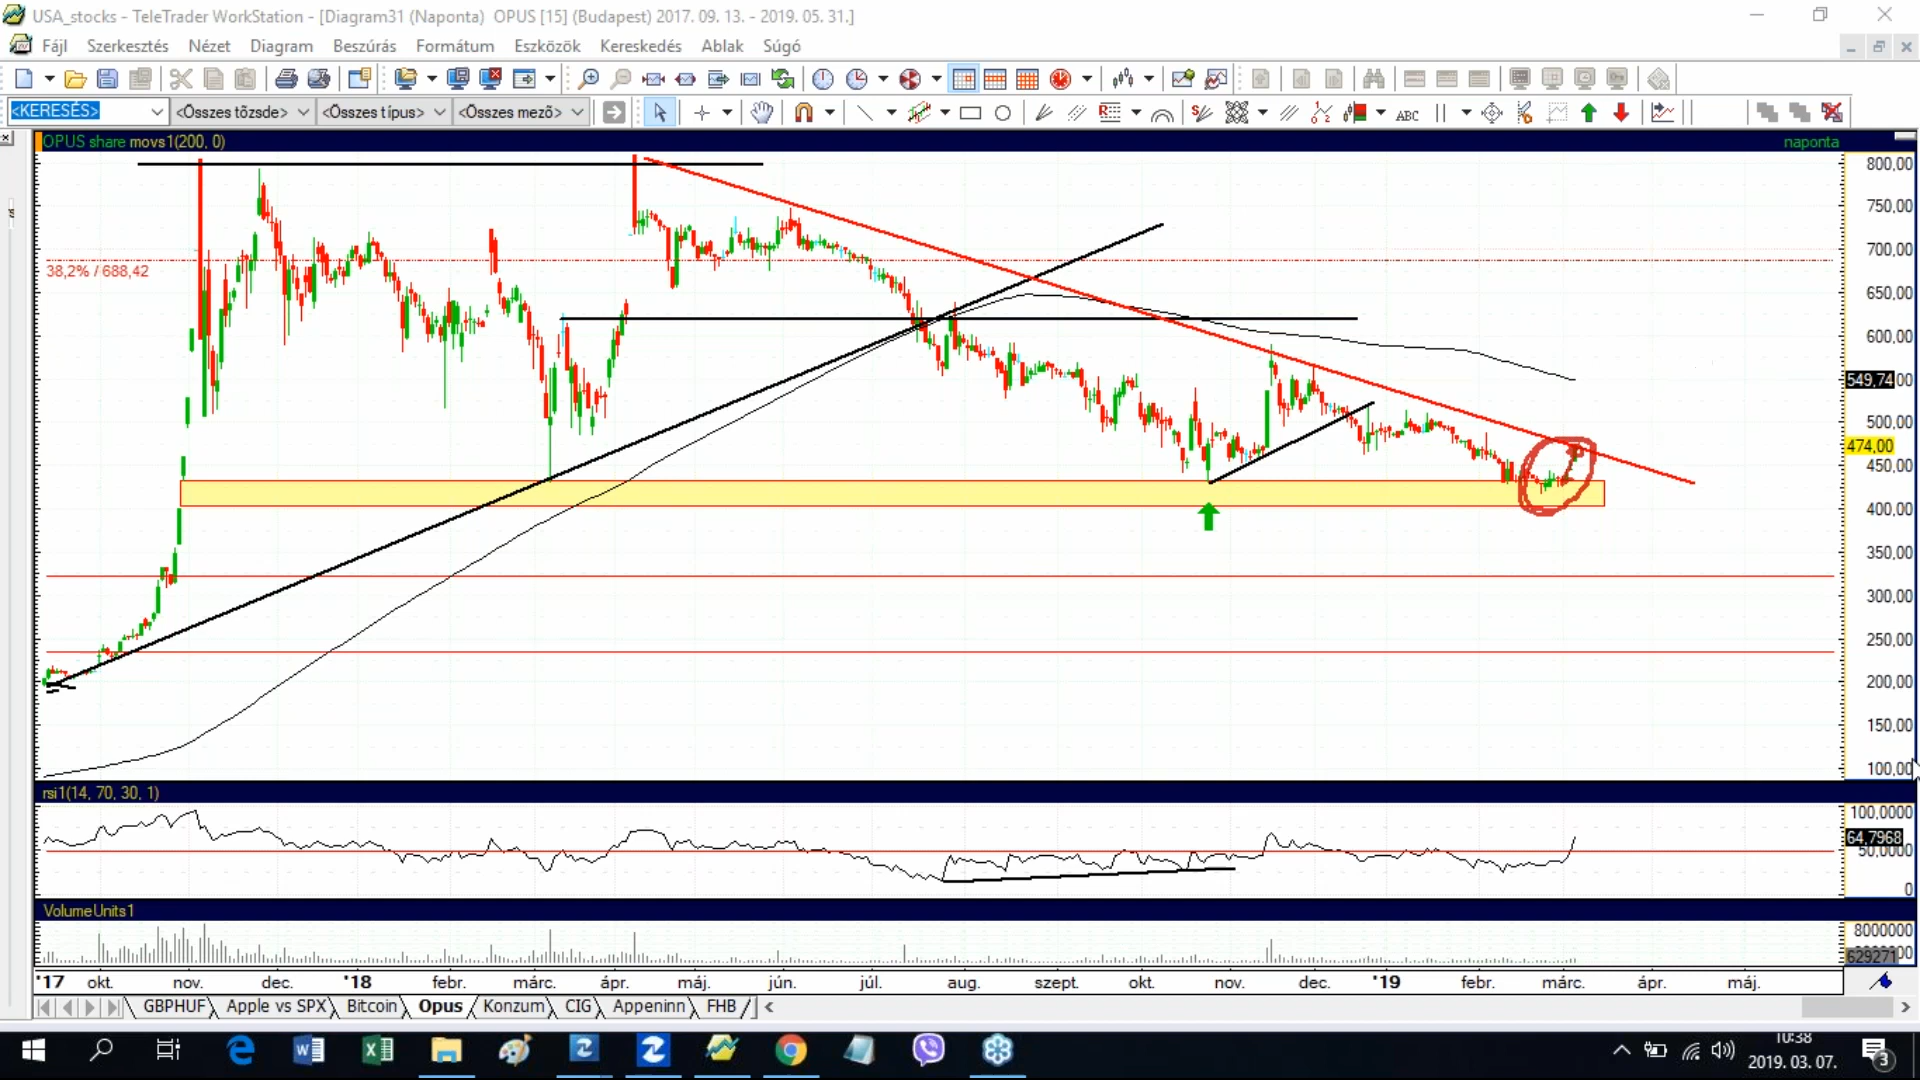 USA_stocks - TeleTrader WorkStation - [Diagram31 (Naponta)  OPUS [15] (Budapest) 2017. 09. 13. - 2019. 05. 31.]
Fájl Szerkesztés Nézet Diagram Beszúrás Formátum Eszközök Kereskedés Ablak Súgó
<KERESÉS> <Összes tőzsde> <Összes típus> <Összes mező> ABC
OPUS share movs1(200, 0) naponta
800,00
750,00
700,00
38,2% / 688,42
650,00
600,00
549,74
500,00
474,00
450,00
400,00
350,00
300,00
250,00
200,00
150,00
100,00
rsi1(14, 70, 30, 1)
100,0000
64,7968
50,0000
0
VolumeUnits1
8000000
629271
'17 okt. nov. dec. '18 febr. márc. ápr. máj. jún. júl. aug. szept. okt. nov. dec. '19 febr. márc. ápr. máj.
GBPHUF Apple vs SPX Bitcoin Opus Konzum CIG Appeninn FHB
10:38
2019. 03. 07.
3